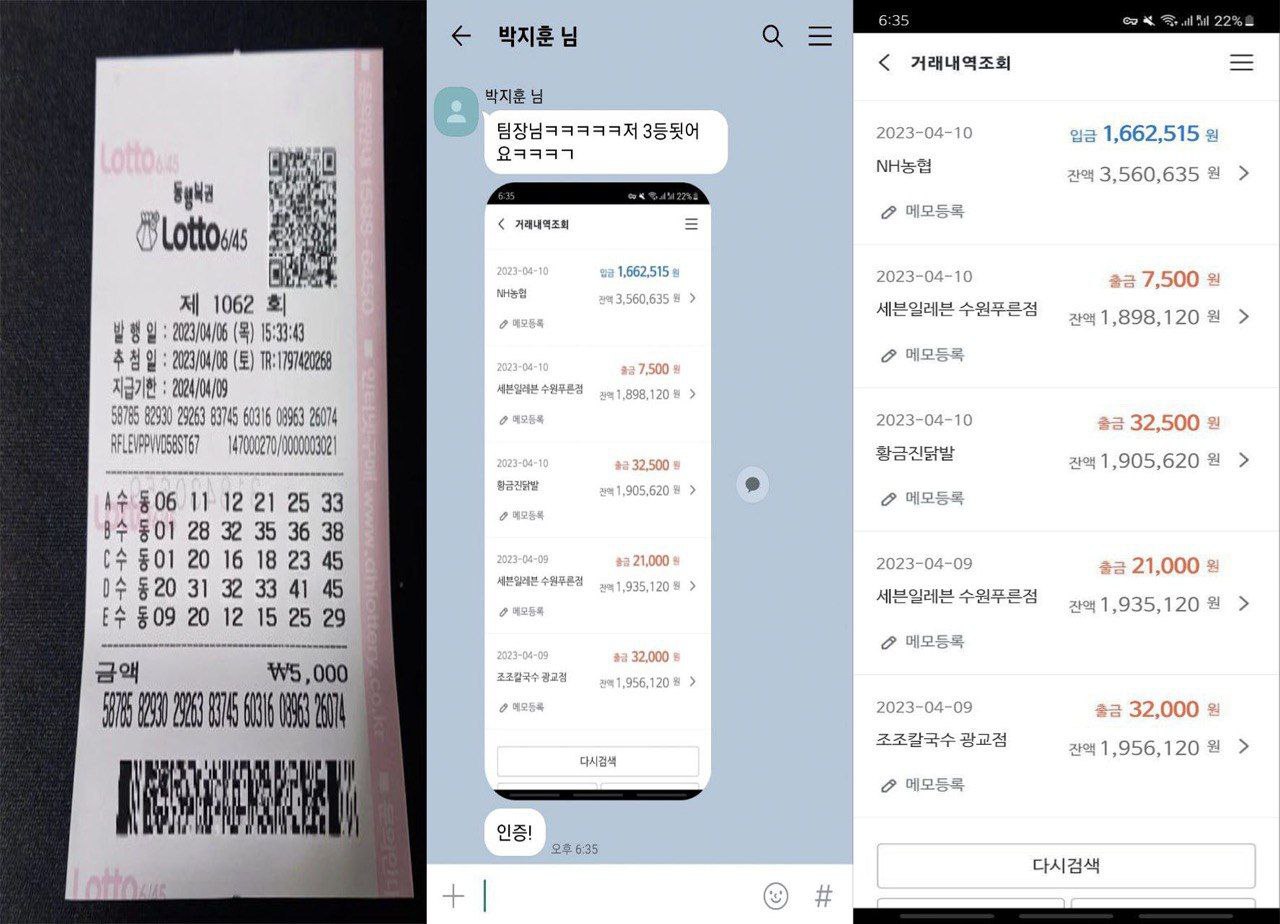 Lotto6/45
동행복권
Lotto6/45
제 1062 회
발 행 일 : 2023/04/06 (목) 15:33:43
추 첨 일 : 2023/04/08 (토) TR:1797420268
지급기한 : 2024/04/09
58785 82930 29263 83745 60316 08963 26074
RFLEVPPVVD58ST67 147000270/0000003021
A 수 동 06 11 12 21 25 33
B 수 동 01 28 32 35 36 38
C 수 동 01 20 16 18 23 45
D 수 동 20 31 32 33 41 45
E 수 동 09 20 12 15 25 29
금액 ₩5,000
58785 82930 29263 83745 60316 08963 26074
Lotto6/45
1588-6450
www.dhlottery.co.kr
박지훈 님
박지훈 님
팀장님ㅋㅋㅋㅋㅋ저 3등됫어
요ㅋㅋㅋㄱ
6:35 22%
거래내역조회
2023-04-10 입금 1,662,515 원
NH농협 잔액 3,560,635 원
메모등록
2023-04-10 출금 7,500 원
세븐일레븐 수원푸른점 잔액 1,898,120 원
메모등록
2023-04-10 출금 32,500 원
황금진닭발 잔액 1,905,620 원
메모등록
2023-04-09 출금 21,000 원
세븐일레븐 수원푸른점 잔액 1,935,120 원
메모등록
2023-04-09 출금 32,000 원
조조칼국수 광교점 잔액 1,956,120 원
메모등록
다시검색
인증!
오후 6:35
#
6:35 22%
거래내역조회
2023-04-10 입금 1,662,515 원
NH농협 잔액 3,560,635 원
메모등록
2023-04-10 출금 7,500 원
세븐일레븐 수원푸른점 잔액 1,898,120 원
메모등록
2023-04-10 출금 32,500 원
황금진닭발 잔액 1,905,620 원
메모등록
2023-04-09 출금 21,000 원
세븐일레븐 수원푸른점 잔액 1,935,120 원
메모등록
2023-04-09 출금 32,000 원
조조칼국수 광교점 잔액 1,956,120 원
메모등록
다시검색